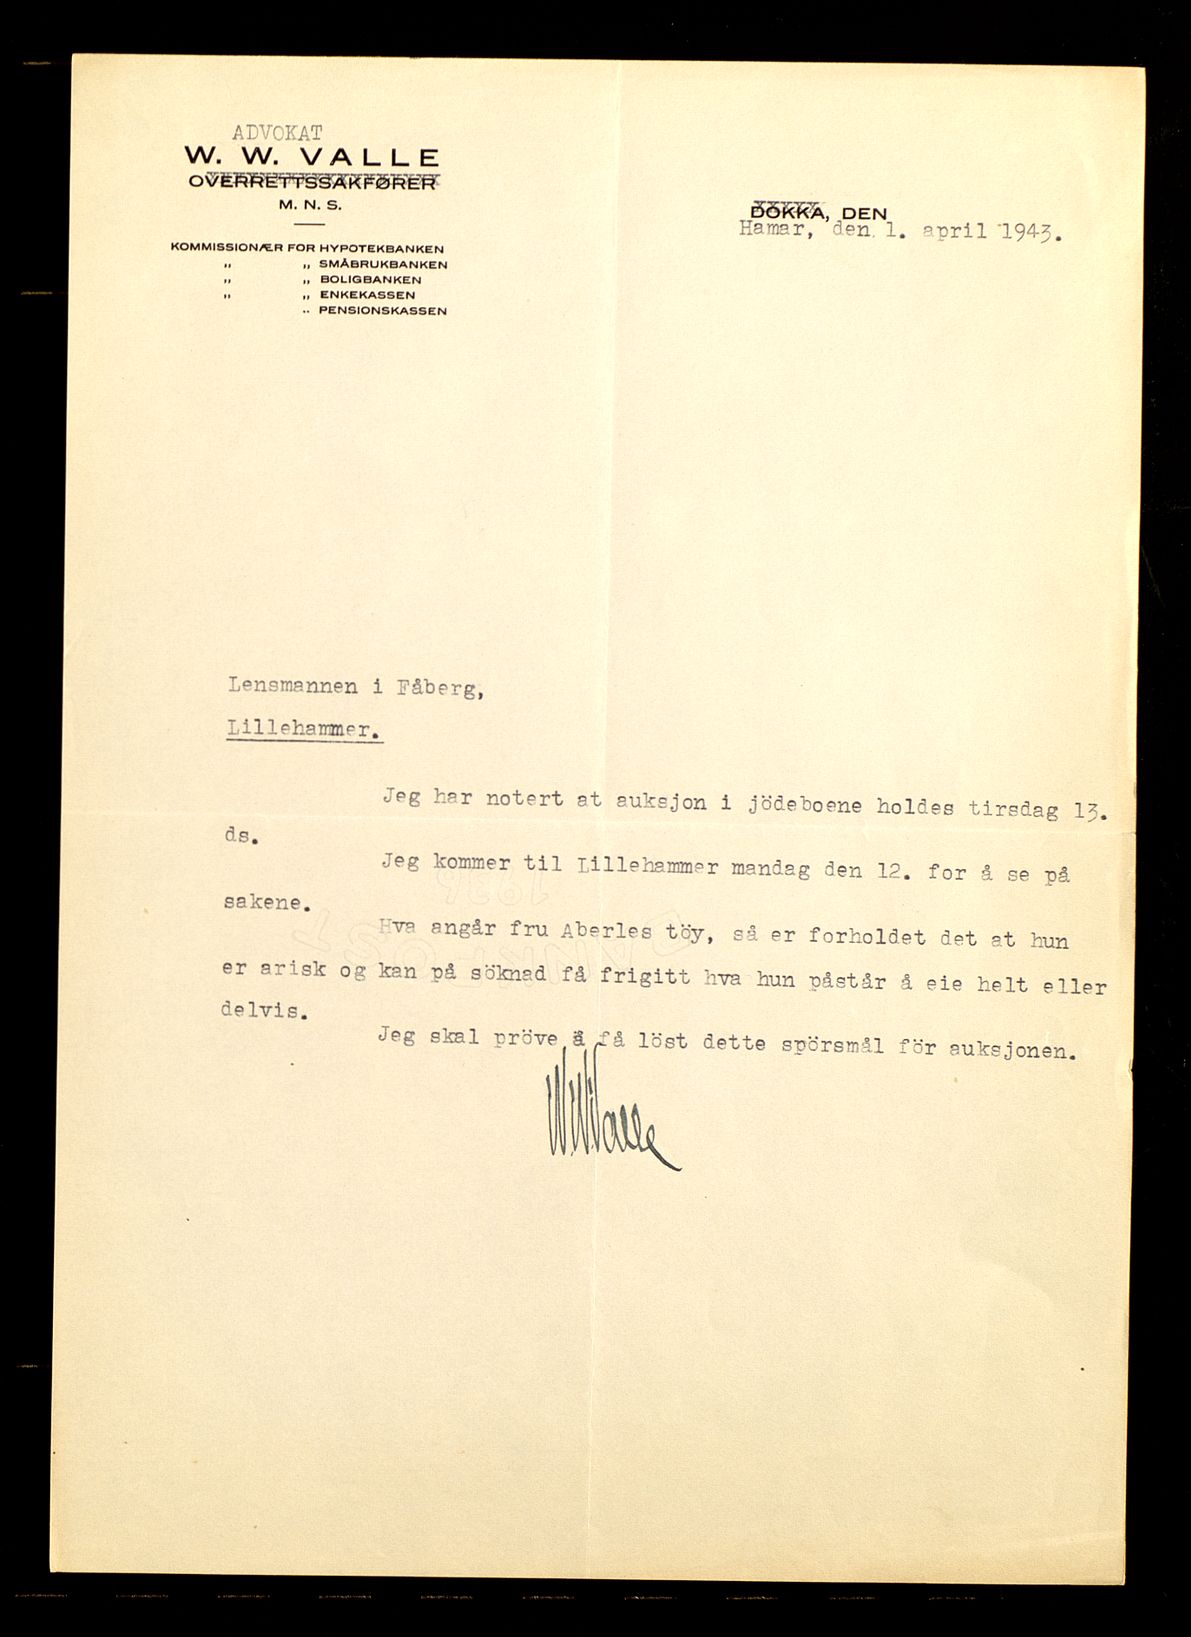 ADVOKAT
W. W. VALLE
OVERRETTSSAKFØRER
M. N. S.
KOMMISSIONÆR FOR HYPOTEKBANKEN
" " SMÅBRUKBANKEN
" " BOLIGBANKEN
" " ENKEKASSEN
" PENSIONSKASSEN
DOKKA, DEN
Hamar, den 1. april 1943.
Lensmannen i Fåberg,
Lillehammer.
Jeg har notert at auksjon i jödeboene holdes tirsdag 13.
ds.
Jeg kommer til Lillehammer mandag den 12. for å se på
sakene.
Hva angår fru Aberles töy, så er forholdet det at hun
er arisk og kan på söknad få frigitt hva hun påstår å eie helt eller
delvis.
Jeg skal pröve å få löst dette spörsmål för auksjonen.
W.W.Valle